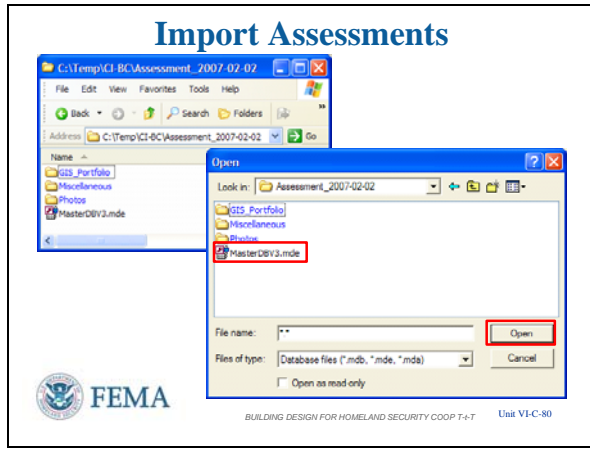 Import Assessments
C:\Temp\CI-BC\Assessment_2007-02-02
File Edit View Favorites Tools Help
Back Search Folders »
Address C:\Temp\CI-BC\Assessment_2007-02-02 Go
Name
GIS_Portfolio
Miscellaneous
Photos
MasterDBV3.mde
Open
Look in: Assessment_2007-02-02
GIS_Portfolio
Miscellaneous
Photos
MasterDBV3.mde
File name: *.* Open
Files of type: Database files (*.mdb, *.mde, *.mda) Cancel
Open as read-only
FEMA
BUILDING DESIGN FOR HOMELAND SECURITY COOP T-t-T Unit VI-C-80